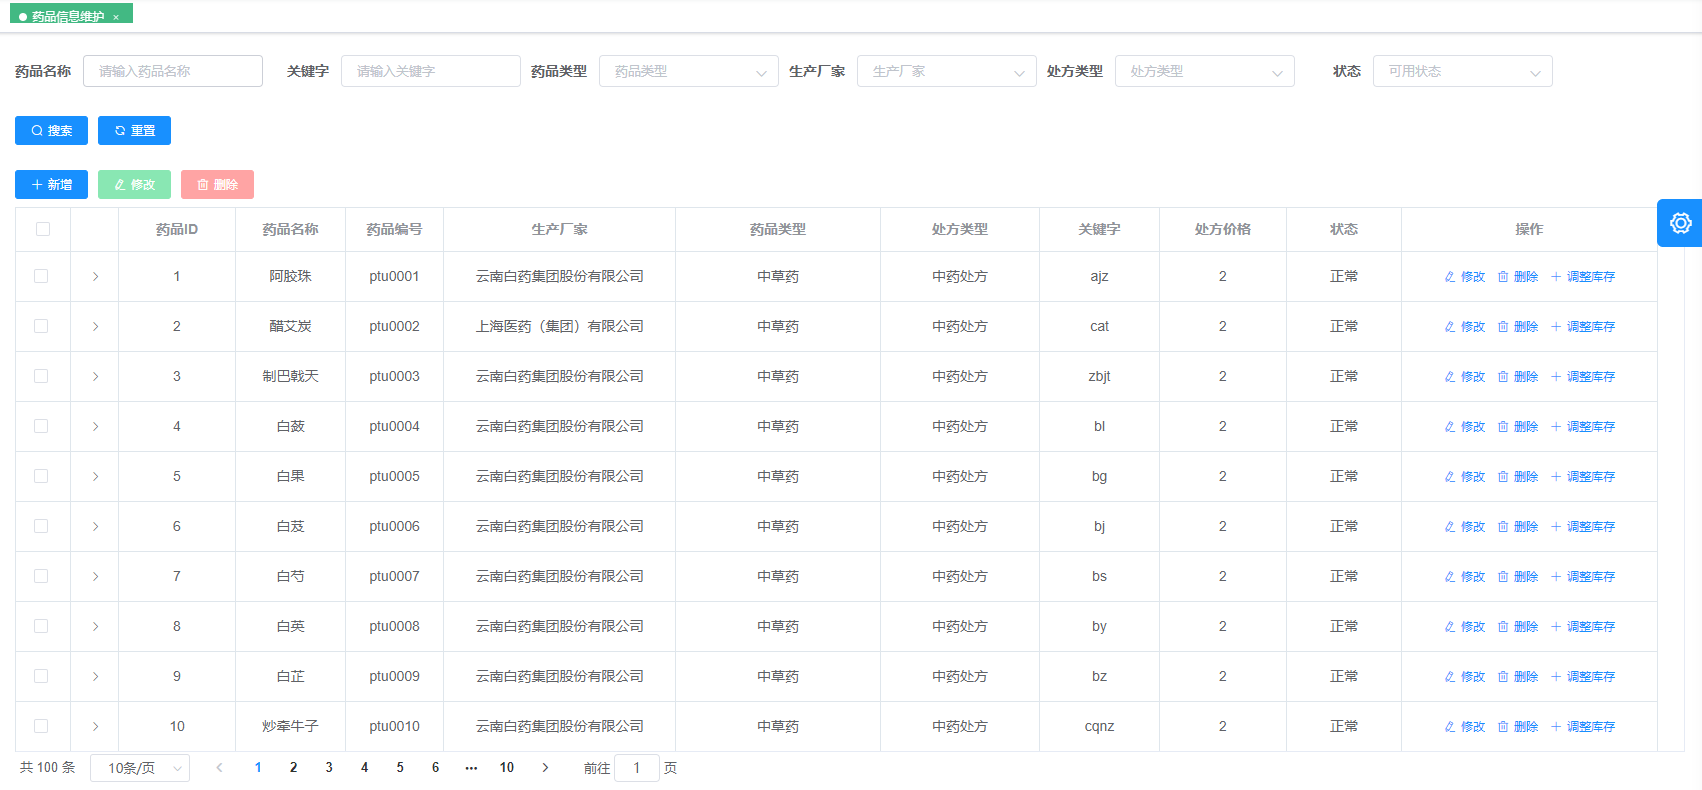 药品信息维护 ×
药品名称 请输入药品名称 关键字 请输入关键字 药品类型 药品类型 生产厂家 生产厂家 处方类型 处方类型 状态 可用状态
搜索 重置
新增 修改 删除
药品ID 药品名称 药品编号 生产厂家 药品类型 处方类型 关键字 处方价格 状态 操作
1 阿胶珠 ptu0001 云南白药集团股份有限公司 中草药 中药处方 ajz 2 正常 修改 删除 调整库存
2 醋艾炭 ptu0002 上海医药（集团）有限公司 中草药 中药处方 cat 2 正常 修改 删除 调整库存
3 制巴戟天 ptu0003 云南白药集团股份有限公司 中草药 中药处方 zbjt 2 正常 修改 删除 调整库存
4 白蔹 ptu0004 云南白药集团股份有限公司 中草药 中药处方 bl 2 正常 修改 删除 调整库存
5 白果 ptu0005 云南白药集团股份有限公司 中草药 中药处方 bg 2 正常 修改 删除 调整库存
6 白芨 ptu0006 云南白药集团股份有限公司 中草药 中药处方 bj 2 正常 修改 删除 调整库存
7 白芍 ptu0007 云南白药集团股份有限公司 中草药 中药处方 bs 2 正常 修改 删除 调整库存
8 白英 ptu0008 云南白药集团股份有限公司 中草药 中药处方 by 2 正常 修改 删除 调整库存
9 白芷 ptu0009 云南白药集团股份有限公司 中草药 中药处方 bz 2 正常 修改 删除 调整库存
10 炒牵牛子 ptu0010 云南白药集团股份有限公司 中草药 中药处方 cqnz 2 正常 修改 删除 调整库存
共 100 条 10条/页 1 2 3 4 5 6 ··· 10 前往 1 页